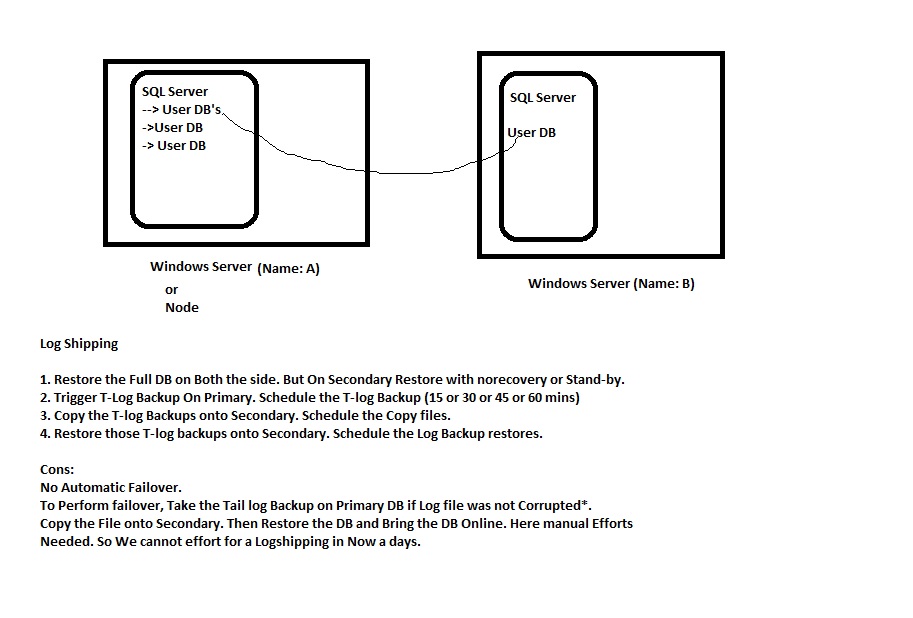 SQL Server
--> User DB's
->User DB
-> User DB
SQL Server
User DB
Windows Server (Name: A)
or
Node
Windows Server (Name: B)
Log Shipping
1. Restore the Full DB on Both the side. But On Secondary Restore with norecovery or Stand-by.
2. Trigger T-Log Backup On Primary. Schedule the T-log Backup (15 or 30 or 45 or 60 mins)
3. Copy the T-log Backups onto Secondary. Schedule the Copy files.
4. Restore those T-log backups onto Secondary. Schedule the Log Backup restores.
Cons:
No Automatic Failover.
To Perform failover, Take the Tail log Backup on Primary DB if Log file was not Corrupted*.
Copy the File onto Secondary. Then Restore the DB and Bring the DB Online. Here manual Efforts
Needed. So We cannot effort for a Logshipping in Now a days.